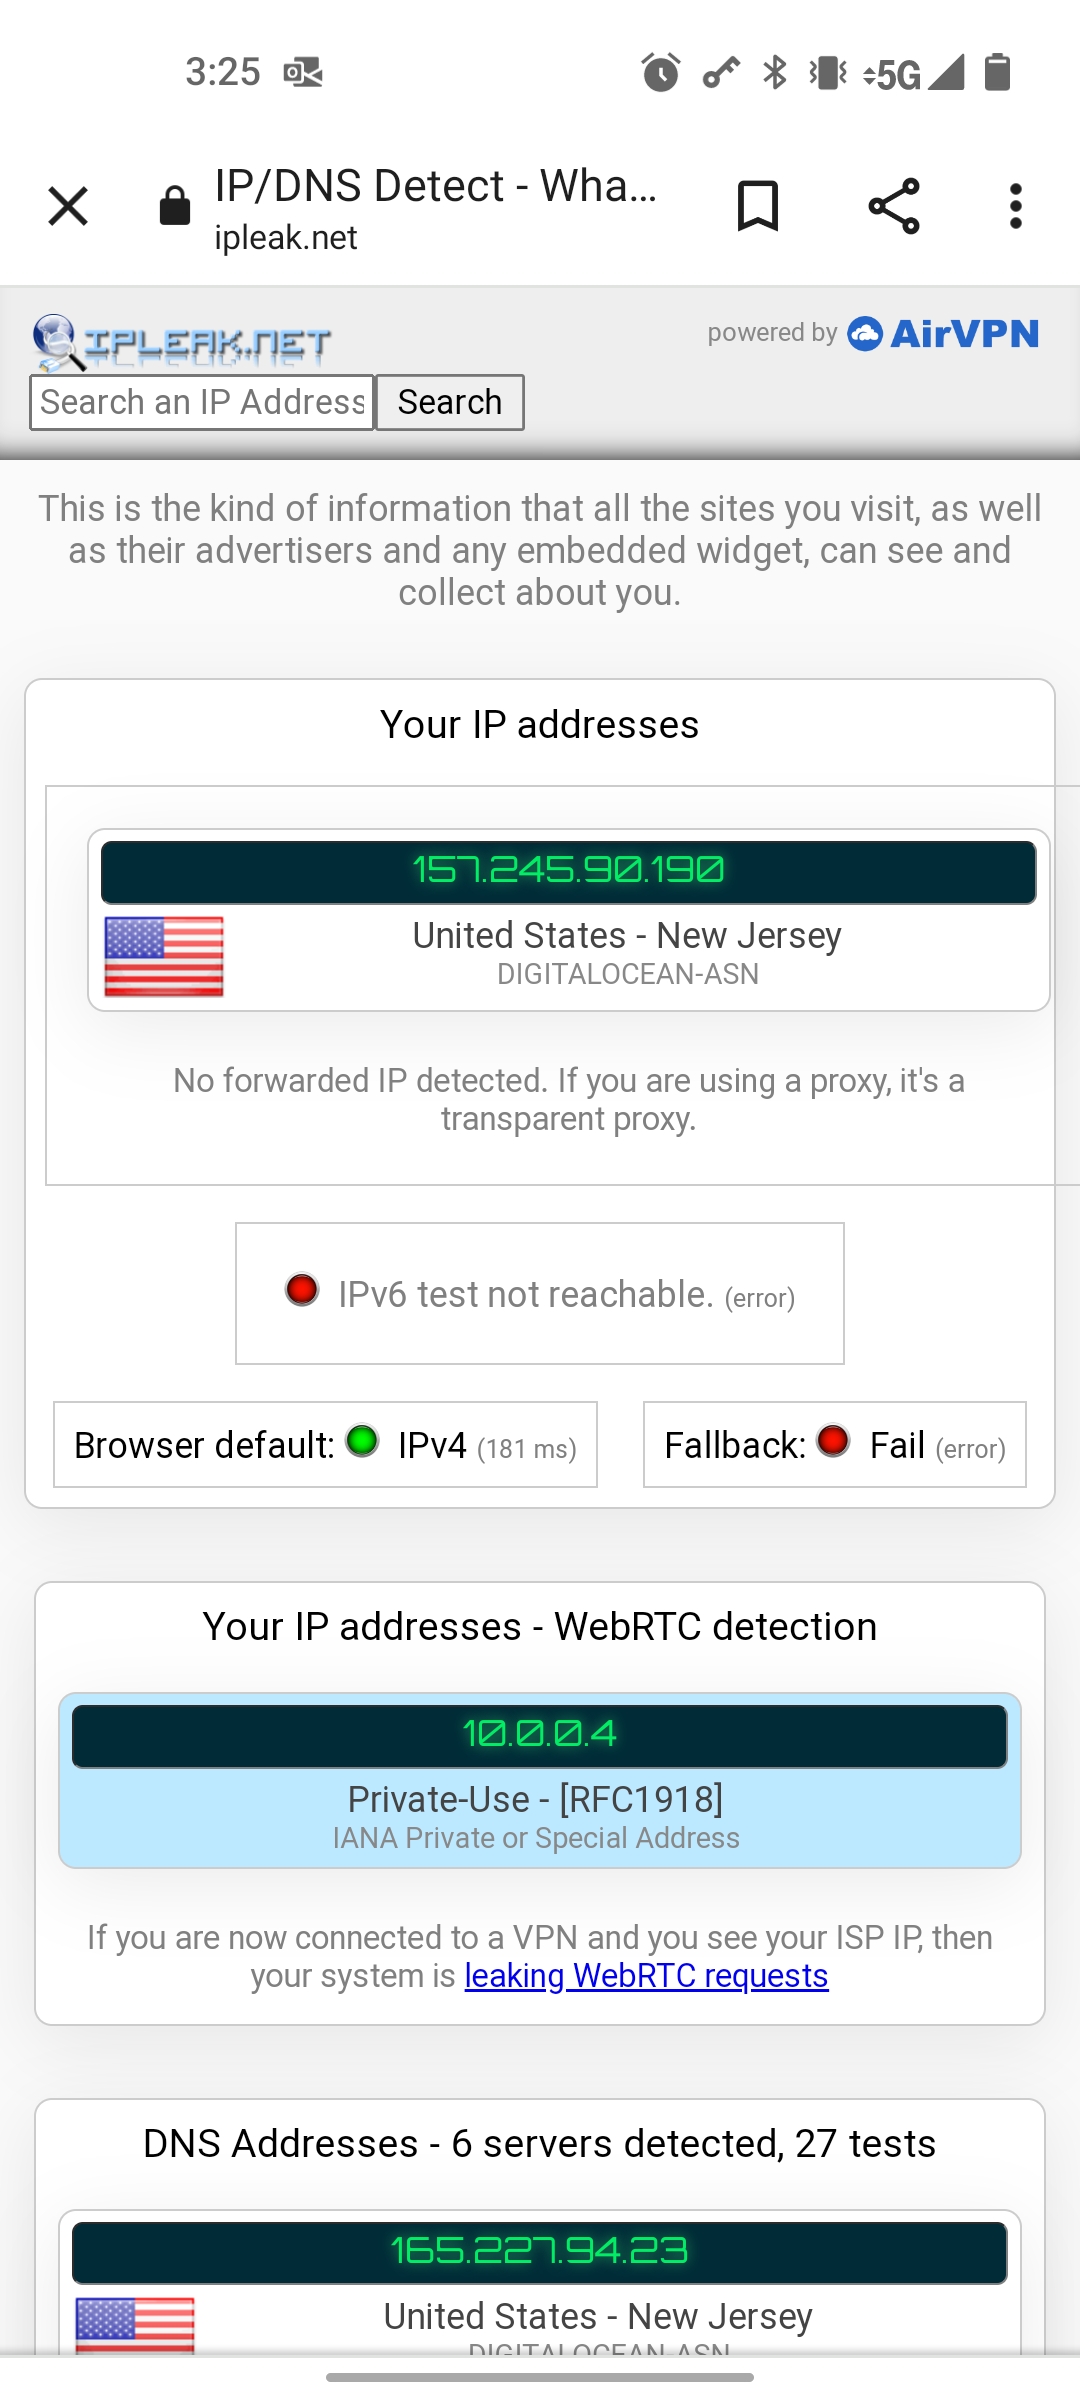 3:25
5G
IP/DNS Detect - Wha...
ipleak.net
IPLEAK.NET
powered by AirVPN
Search an IP Address Search
This is the kind of information that all the sites you visit, as well
as their advertisers and any embedded widget, can see and
collect about you.
Your IP addresses
157.245.90.190
United States - New Jersey
DIGITALOCEAN-ASN
No forwarded IP detected. If you are using a proxy, it's a
transparent proxy.
IPv6 test not reachable. (error)
Browser default: IPv4 (181 ms) Fallback: Fail (error)
Your IP addresses - WebRTC detection
10.0.0.4
Private-Use - [RFC1918]
IANA Private or Special Address
If you are now connected to a VPN and you see your ISP IP, then
your system is leaking WebRTC requests
DNS Addresses - 6 servers detected, 27 tests
165.227.94.23
United States - New Jersey
DIGITALOCEAN-ASN